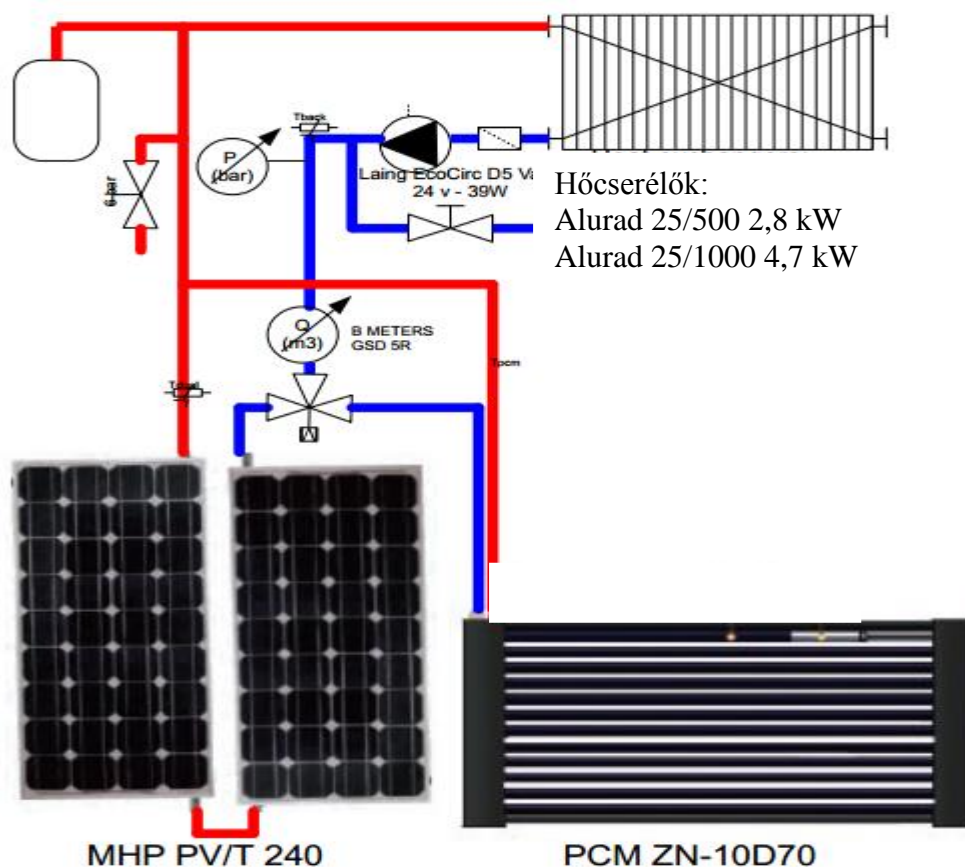 Tback
P
(bar)
Laing EcoCirc D5 Va
24 v - 39W
6 bar
Hőcserélők:
Alurad 25/500 2,8 kW
Alurad 25/1000 4,7 kW
Q
(m3)
B METERS
GSD 5R
Tpcm
M
MHP PV/T 240
PCM ZN-10D70